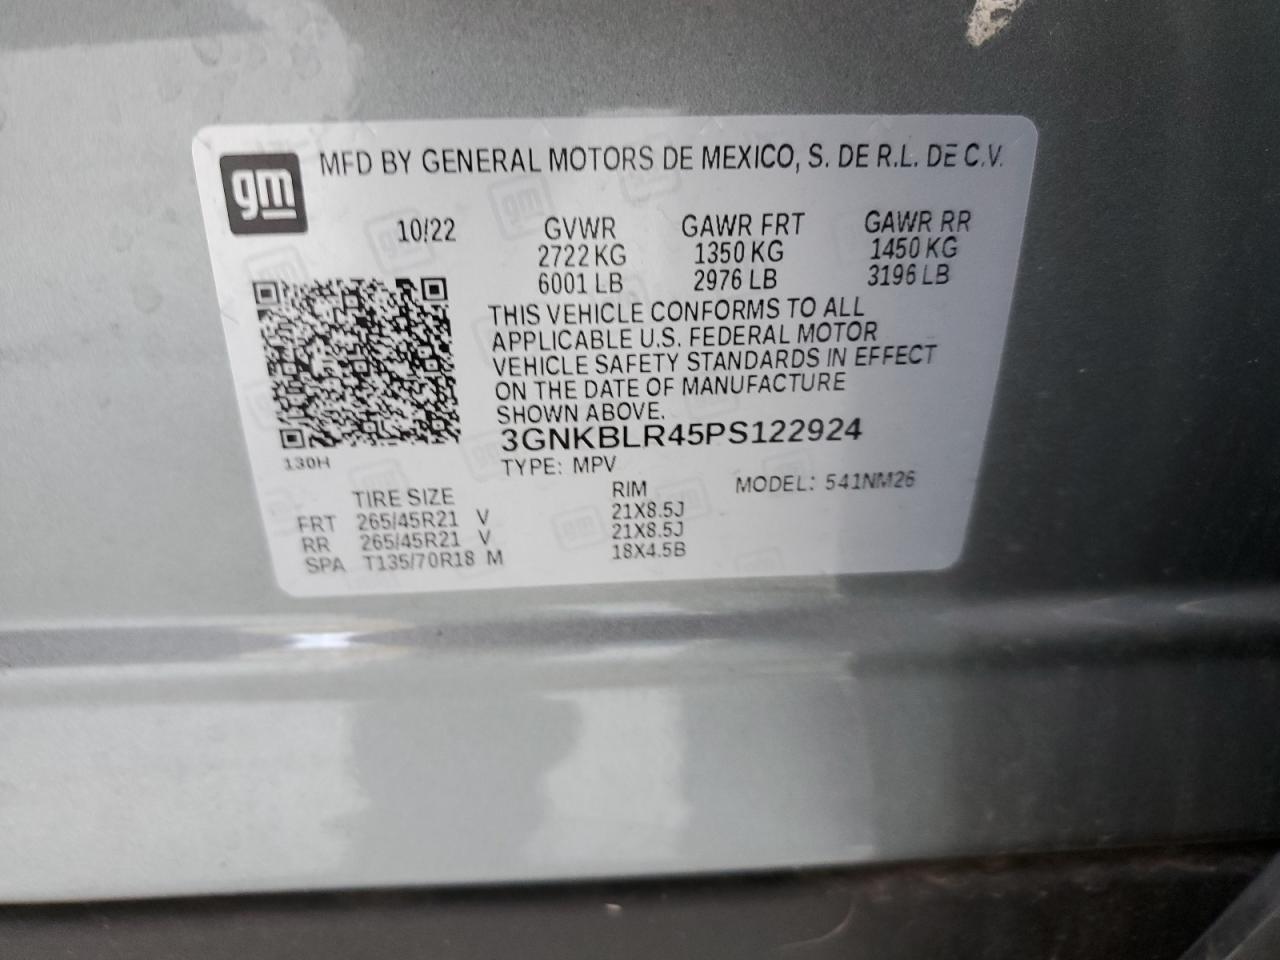 gm MFD BY GENERAL MOTORS DE MEXICO, S. DE R.L. DE C.V.
10/22 GVWR GAWR FRT GAWR RR
2722 KG 1350 KG 1450 KG
6001 LB 2976 LB 3196 LB
THIS VEHICLE CONFORMS TO ALL
APPLICABLE U.S. FEDERAL MOTOR
VEHICLE SAFETY STANDARDS IN EFFECT
ON THE DATE OF MANUFACTURE
SHOWN ABOVE.
3GNKBLR45PS122924
130H
TYPE: MPV MODEL: 541NM26
TIRE SIZE RIM
FRT 265/45R21 V 21X8.5J
RR 265/45R21 V 21X8.5J
SPA T135/70R18 M 18X4.5B